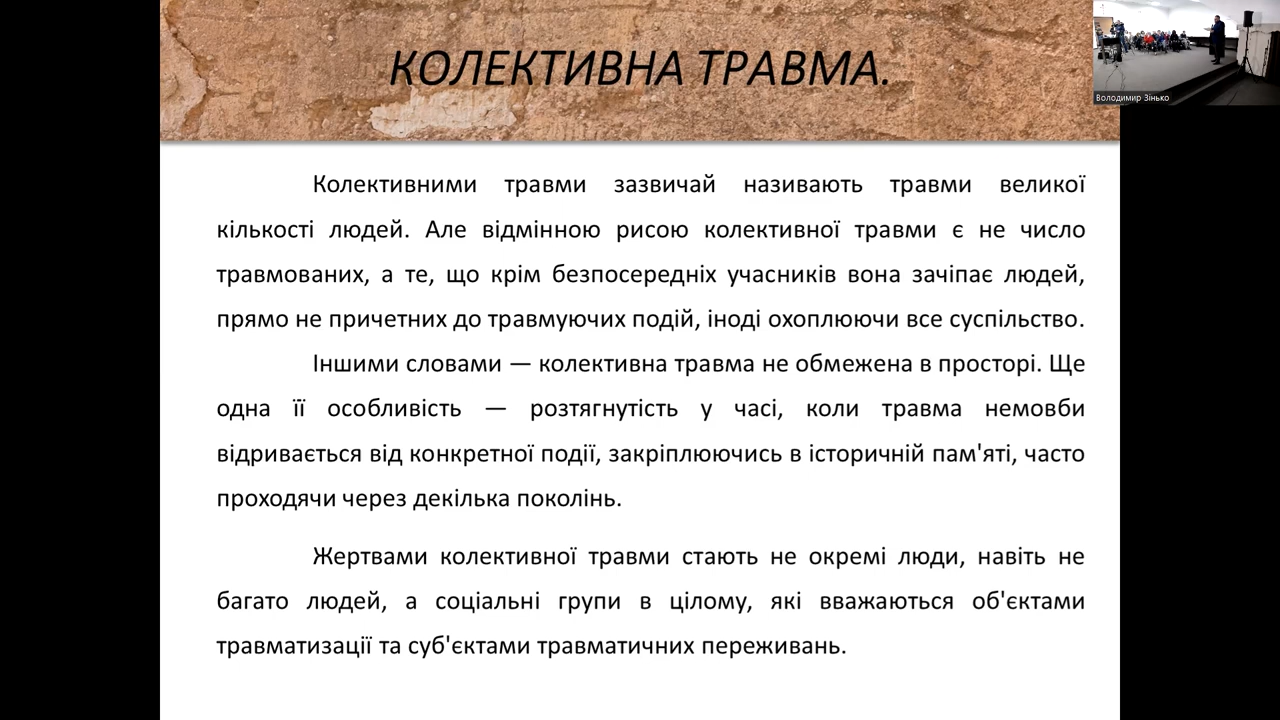 КОЛЕКТИВНА ТРАВМА.
Володимир Зінько
Колективними травми зазвичай називають травми великої
кількості людей. Але відмінною рисою колективної травми є не число
травмованих, а те, що крім безпосередніх учасників вона зачіпає людей,
прямо не причетних до травмуючих подій, іноді охоплюючи все суспільство.
Іншими словами — колективна травма не обмежена в просторі. Ще
одна її особливість — розтягнутість у часі, коли травма немовби
відривається від конкретної події, закріплюючись в історичній пам'яті, часто
проходячи через декілька поколінь.
Жертвами колективної травми стають не окремі люди, навіть не
багато людей, а соціальні групи в цілому, які вважаються об'єктами
травматизації та суб'єктами травматичних переживань.